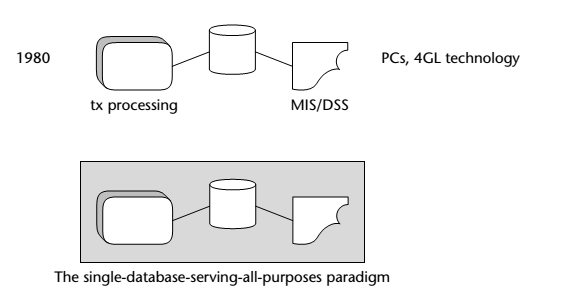 1980
PCs, 4GL technology
tx processing
MIS/DSS
The single-database-serving-all-purposes paradigm